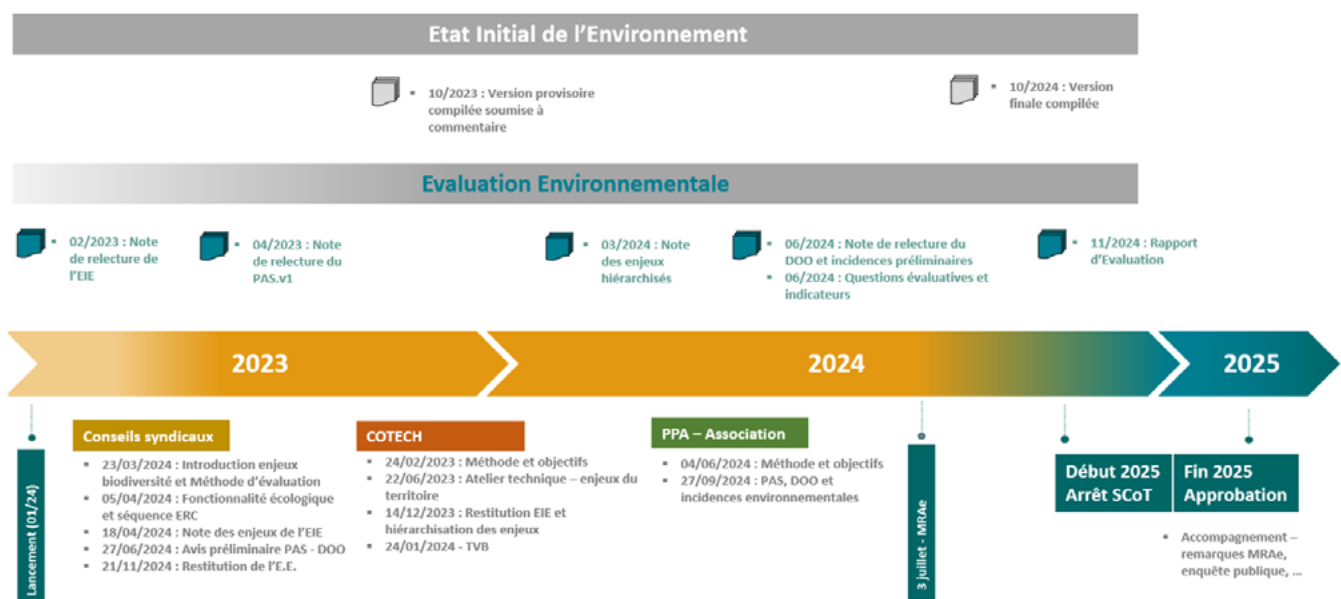 Etat Initial de l'Environnement
10/2023 : Version provisoire
compilée soumise à
commentaire
10/2024 : Version
finale compilée
Evaluation Environnementale
02/2023 : Note
de relecture de
l'EIE
04/2023 : Note
de relecture du
PAS.v1
03/2024 : Note
des enjeux
hiérarchisés
06/2024 : Note de relecture du
DOO et incidences préliminaires
06/2024 : Questions évaluatives et
indicateurs
11/2024 : Rapport
d'Evaluation
2023
2024
2025
Lancement (01/24)
Conseils syndicaux
23/03/2024 : Introduction enjeux
biodiversité et Méthode d'évaluation
05/04/2024 : Fonctionnalité écologique
et séquence ERC
18/04/2024 : Note des enjeux de l'EIE
27/06/2024 : Avis préliminaire PAS - DOO
21/11/2024 : Restitution de l'E.E.
COTECH
24/02/2023 : Méthode et objectifs
22/06/2023 : Atelier technique – enjeux du
territoire
14/12/2023 : Restitution EIE et
hiérarchisation des enjeux
24/01/2024 - TVB
PPA – Association
04/06/2024 : Méthode et objectifs
27/09/2024 : PAS, DOO et
incidences environnementales
3 juillet - MRAe
Début 2025
Arrêt SCoT
Fin 2025
Approbation
Accompagnement –
remarques MRAe,
enquête publique, ...